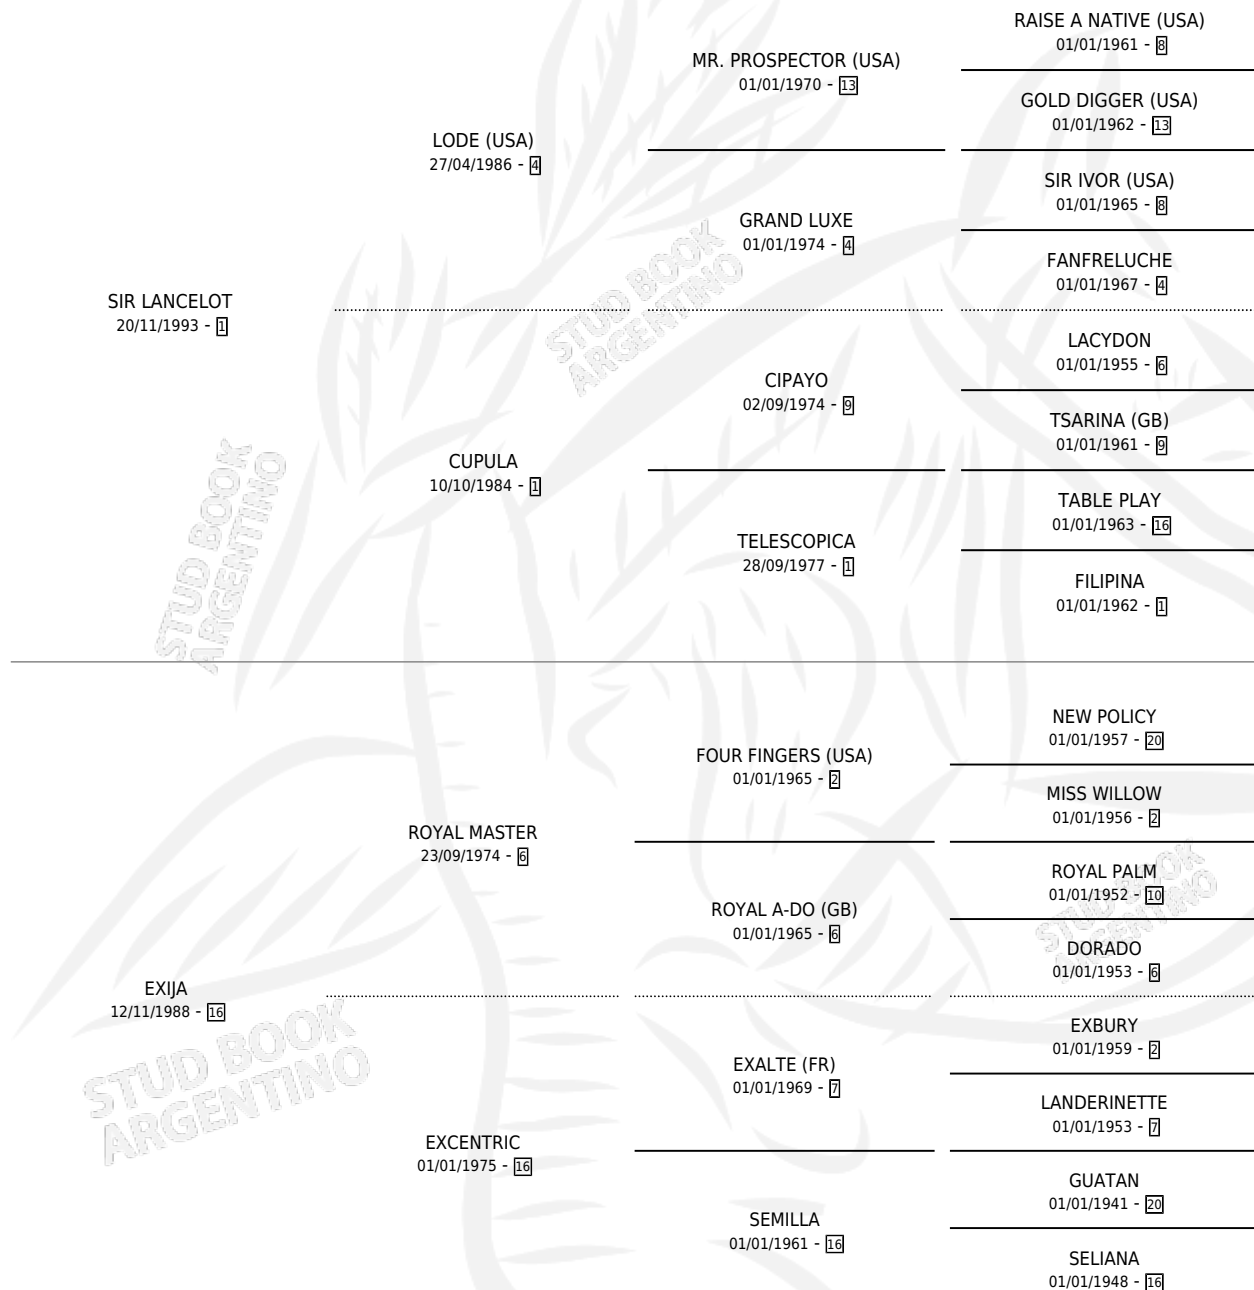 SIR LANCELOT
20/11/1993 - 1
LODE (USA)
27/04/1986 - 4
MR. PROSPECTOR (USA)
01/01/1970 - 13
RAISE A NATIVE (USA)
01/01/1961 - 8
GOLD DIGGER (USA)
01/01/1962 - 13
GRAND LUXE
01/01/1974 - 4
SIR IVOR (USA)
01/01/1965 - 8
FANFRELUCHE
01/01/1967 - 4
CUPULA
10/10/1984 - 1
CIPAYO
02/09/1974 - 9
LACYDON
01/01/1955 - 6
TSARINA (GB)
01/01/1961 - 9
TELESCOPICA
28/09/1977 - 1
TABLE PLAY
01/01/1963 - 16
FILIPINA
01/01/1962 - 1
EXIJA
12/11/1988 - 16
ROYAL MASTER
23/09/1974 - 6
FOUR FINGERS (USA)
01/01/1965 - 2
NEW POLICY
01/01/1957 - 20
MISS WILLOW
01/01/1956 - 2
ROYAL A-DO (GB)
01/01/1965 - 6
ROYAL PALM
01/01/1952 - 10
DORADO
01/01/1953 - 6
EXCENTRIC
01/01/1975 - 16
EXALTE (FR)
01/01/1969 - 7
EXBURY
01/01/1959 - 2
LANDERINETTE
01/01/1953 - 7
SEMILLA
01/01/1961 - 16
GUATAN
01/01/1941 - 20
SELIANA
01/01/1948 - 16
STUD BOOK
ARGENTINO
STUD BOOK
ARGENTINO
STUD BOOK
ARGENTINO
STUD BOOK
ARGENTINO